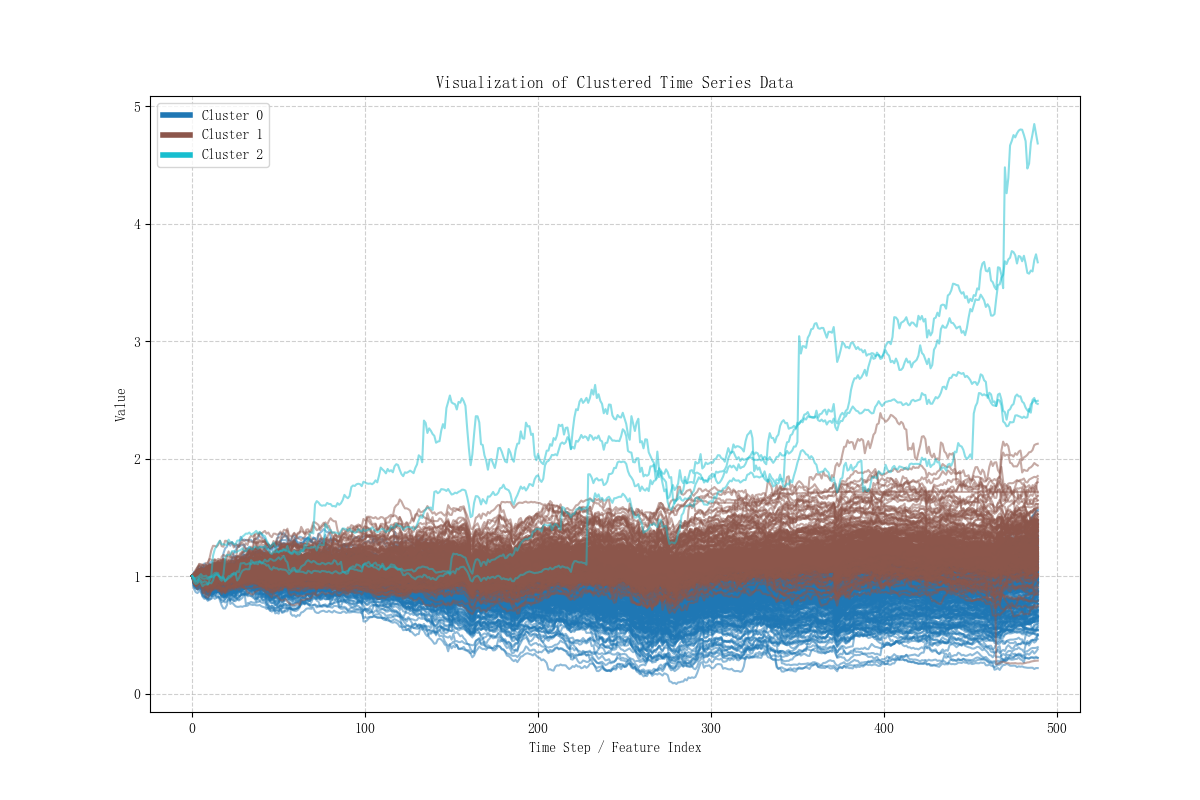 Visualization of Clustered Time Series Data
Cluster 0
Cluster 1
Cluster 2
5
4
3
2
1
0
Value
0 100 200 300 400 500
Time Step / Feature Index